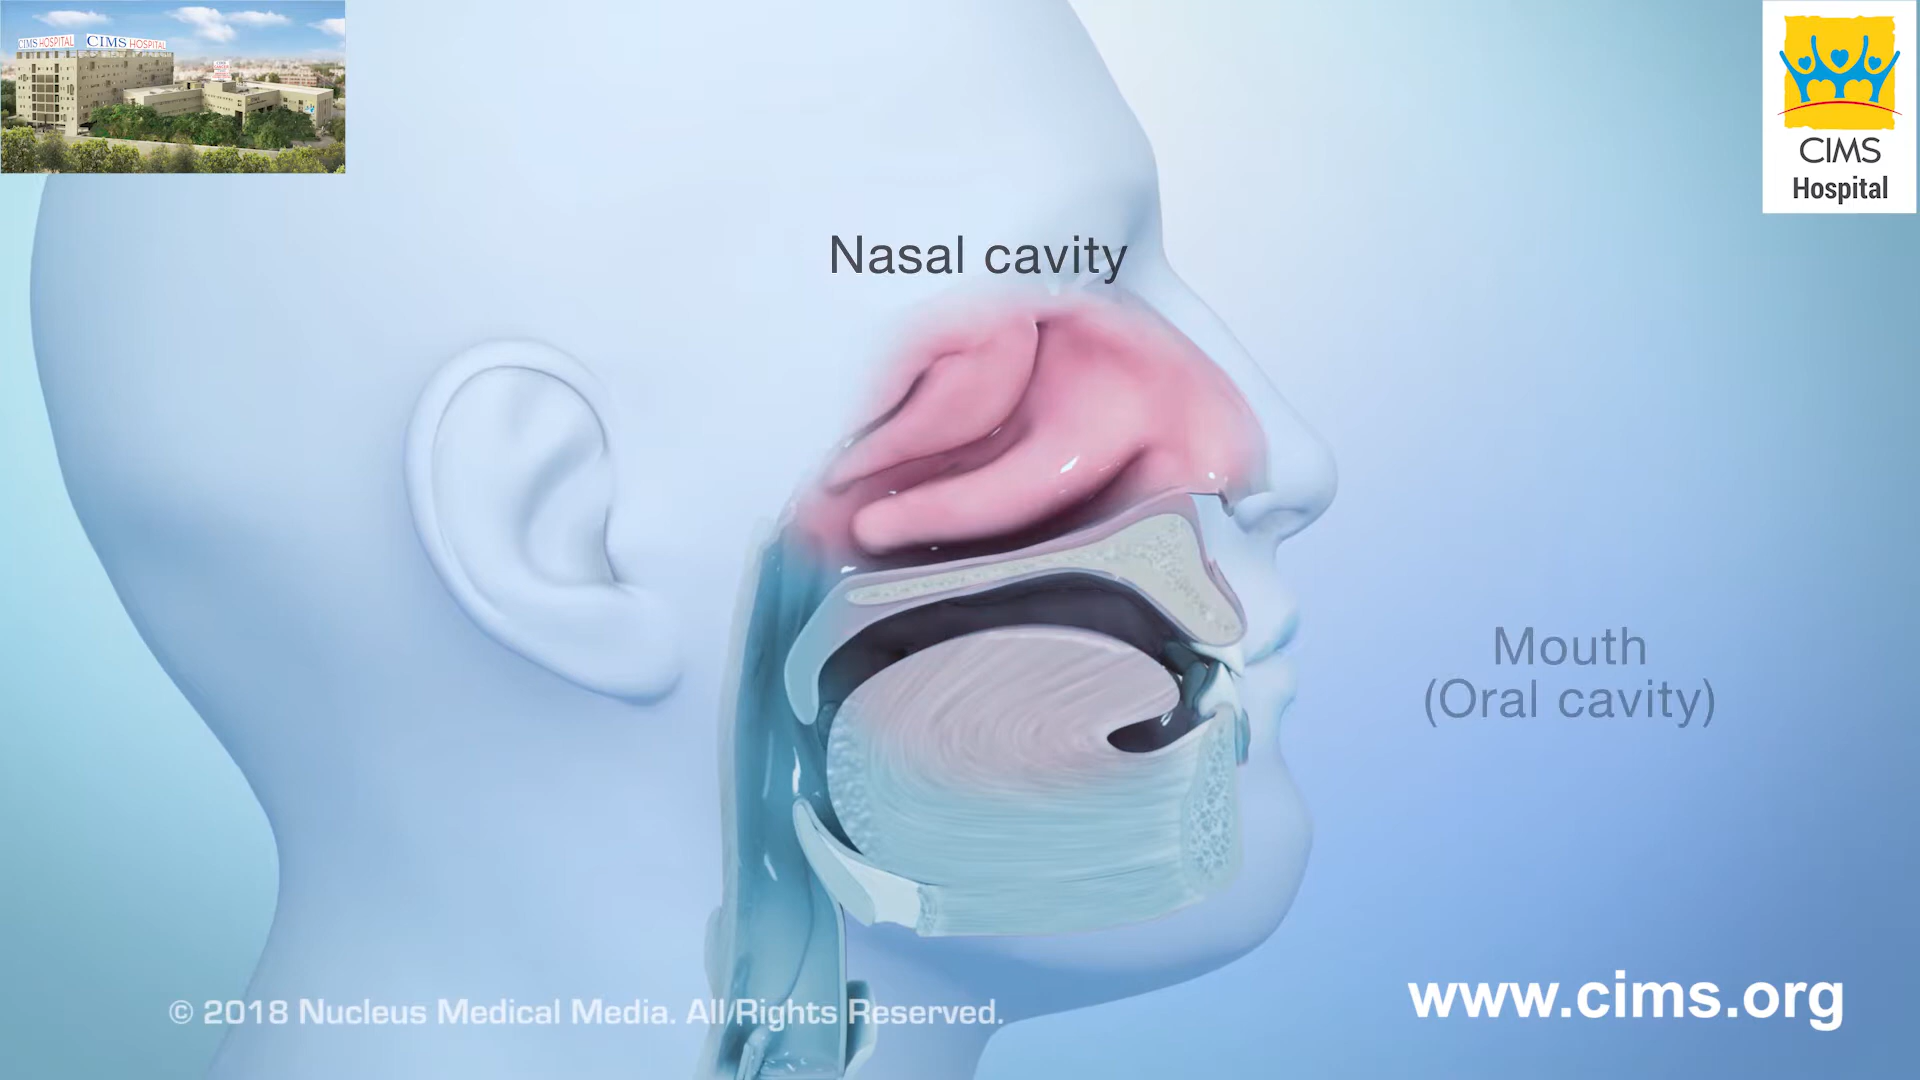 CIMS HOSPITAL CIMS HOSPITAL
CIMS
Hospital
Nasal cavity
Mouth
(Oral cavity)
© 2018 Nucleus Medical Media. All Rights Reserved.
www.cims.org